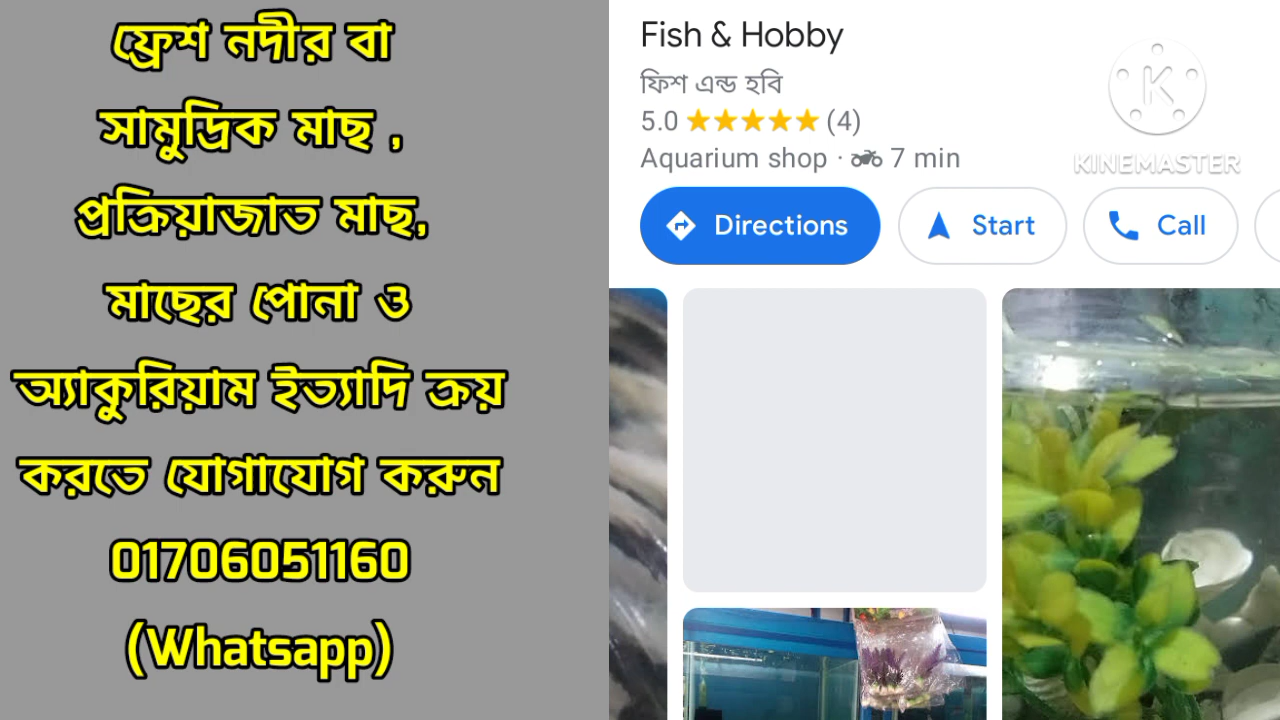 ফ্রেশ নদীর বা
সামুদ্রিক মাছ ,
প্রক্রিয়াজাত মাছ,
মাছের পোনা ও
অ্যাকুরিয়াম ইত্যাদি ক্রয়
করতে যোগাযোগ করুন
01706051160
(Whatsapp)
Fish & Hobby
ফিশ এন্ড হবি
5.0 ★★★★★ (4)
Aquarium shop · 7 min
Directions
Start
Call
K
KINEMASTER